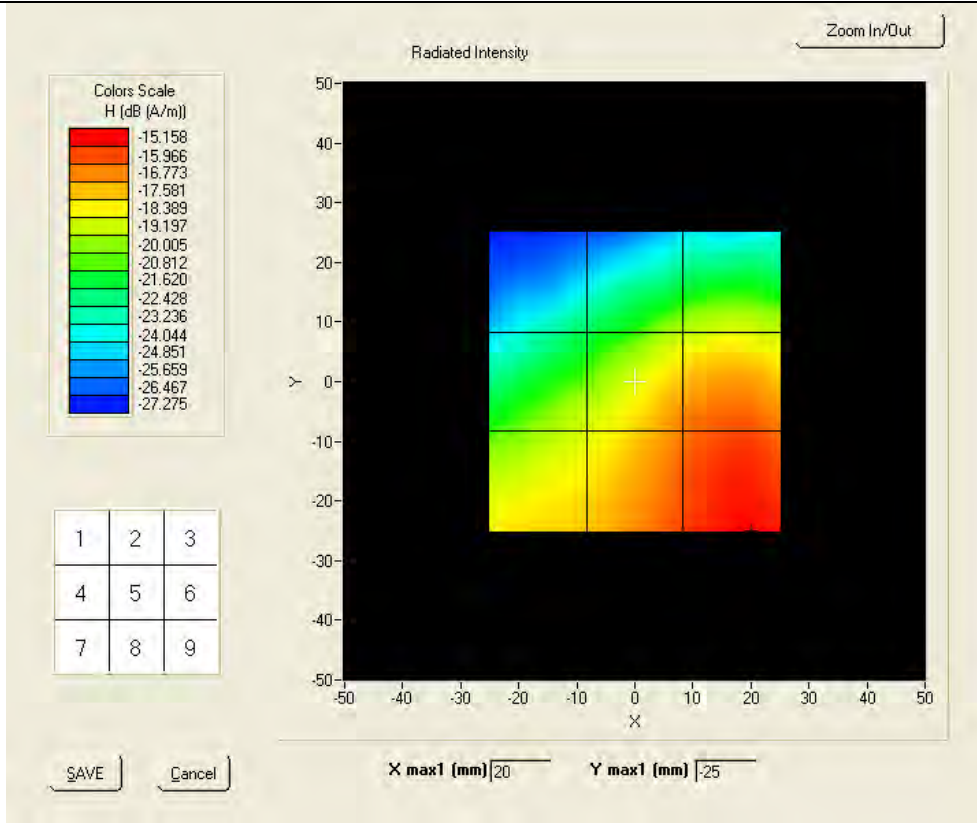 Zoom In/Out
Radiated Intensity
Colors Scale
H (dB (A/m))
-15.158
-15.966
-16.773
-17.581
-18.389
-19.197
-20.005
-20.812
-21.620
-22.428
-23.236
-24.044
-24.851
-25.659
-26.467
-27.275
1 2 3
4 5 6
7 8 9
50
40
30
20
10
0
-10
-20
-30
-40
-50
Y
-50 -40 -30 -20 -10 0 10 20 30 40 50
X
SAVE Cancel
X max1 (mm) 20 Y max1 (mm) -25